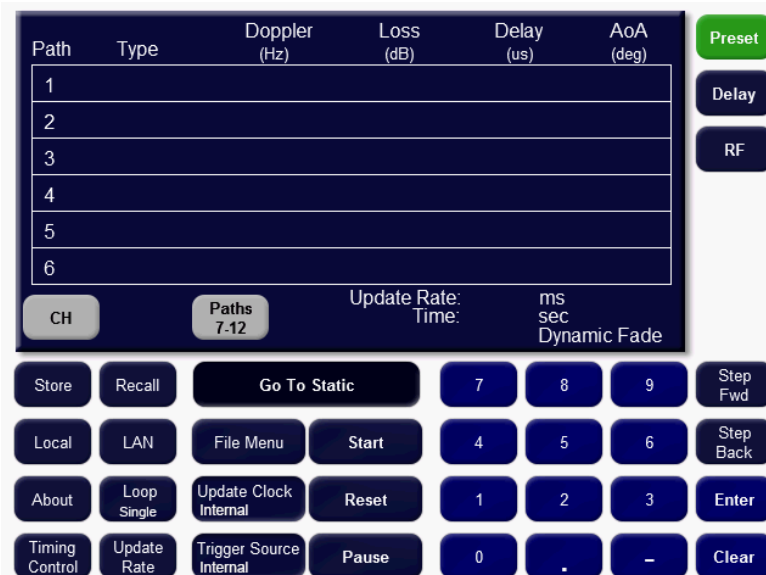 Path Type Doppler (Hz) Loss (dB) Delay (us) AoA (deg)
1
2
3
4
5
6
CH
Paths 7-12
Update Rate: ms
Time: sec
Dynamic Fade
Preset
Delay
RF
Store Recall Go To Static 7 8 9 Step Fwd
Local LAN File Menu Start 4 5 6 Step Back
About Loop Single Update Clock Internal Reset 1 2 3 Enter
Timing Control Update Rate Trigger Source Internal Pause 0 . – Clear